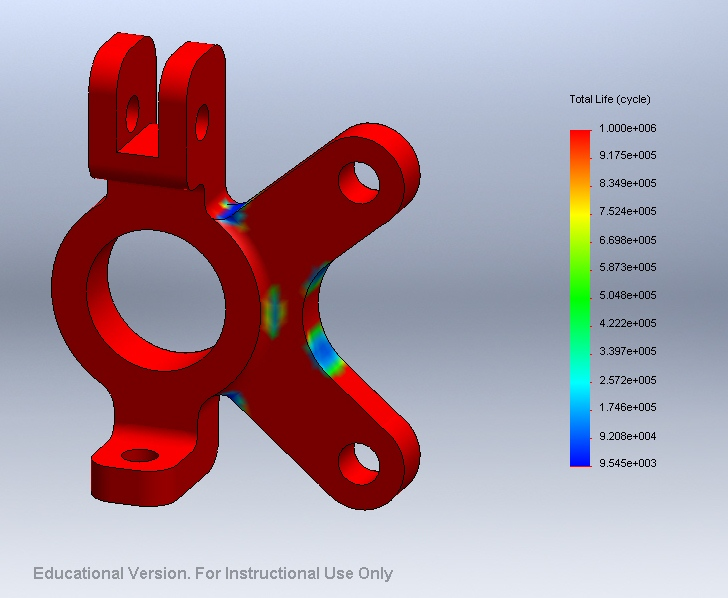 Total Life (cycle)
1.000e+006
9.175e+005
8.349e+005
7.524e+005
6.698e+005
5.873e+005
5.048e+005
4.222e+005
3.397e+005
2.572e+005
1.746e+005
9.208e+004
9.545e+003
Educational Version. For Instructional Use Only